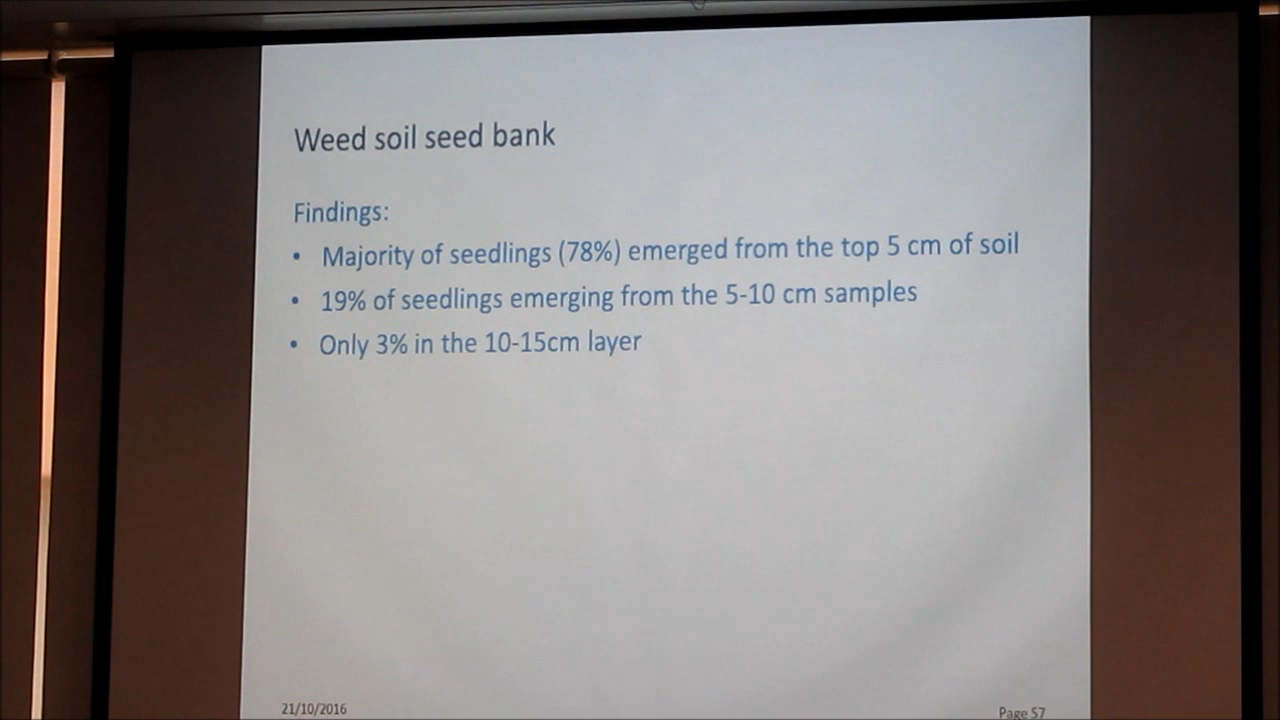 Weed soil seed bank
Findings:
• Majority of seedlings (78%) emerged from the top 5 cm of soil
• 19% of seedlings emerging from the 5-10 cm samples
• Only 3% in the 10-15cm layer
21/10/2016
Page 57